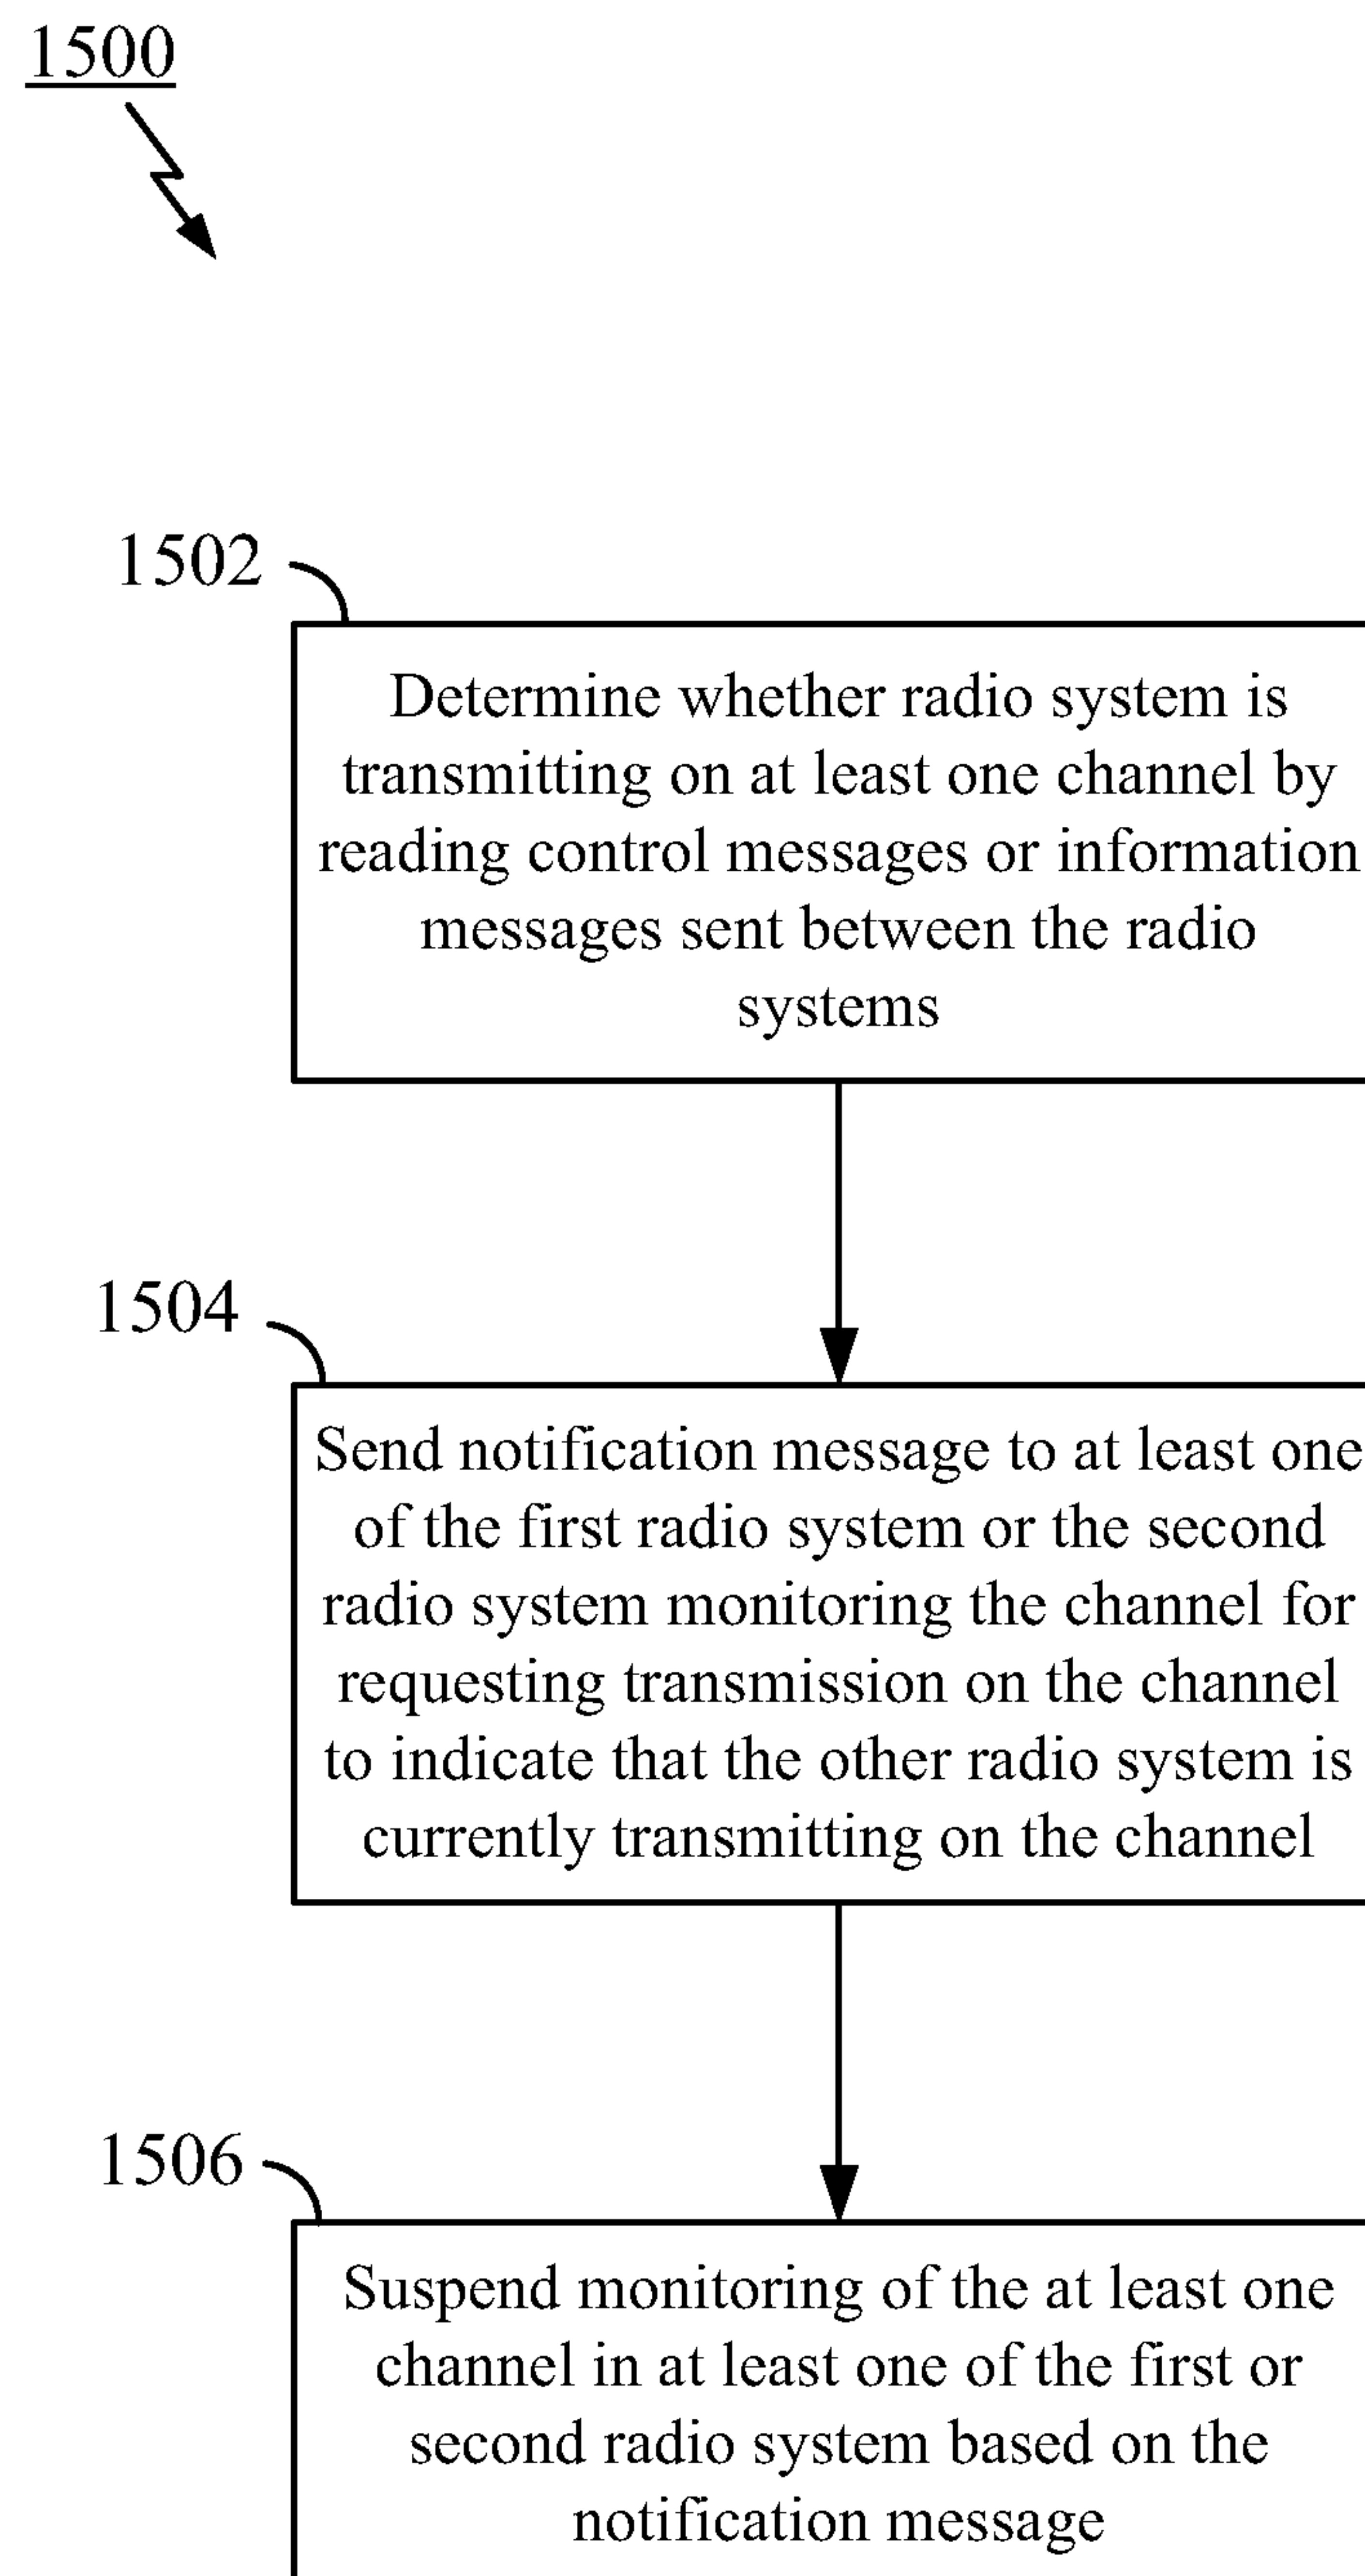 1500
1502
Determine whether radio system is
transmitting on at least one channel by
reading control messages or information
messages sent between the radio
systems
1504
Send notification message to at least one
of the first radio system or the second
radio system monitoring the channel for
requesting transmission on the channel
to indicate that the other radio system is
currently transmitting on the channel
1506
Suspend monitoring of the at least one
channel in at least one of the first or
second radio system based on the
notification message